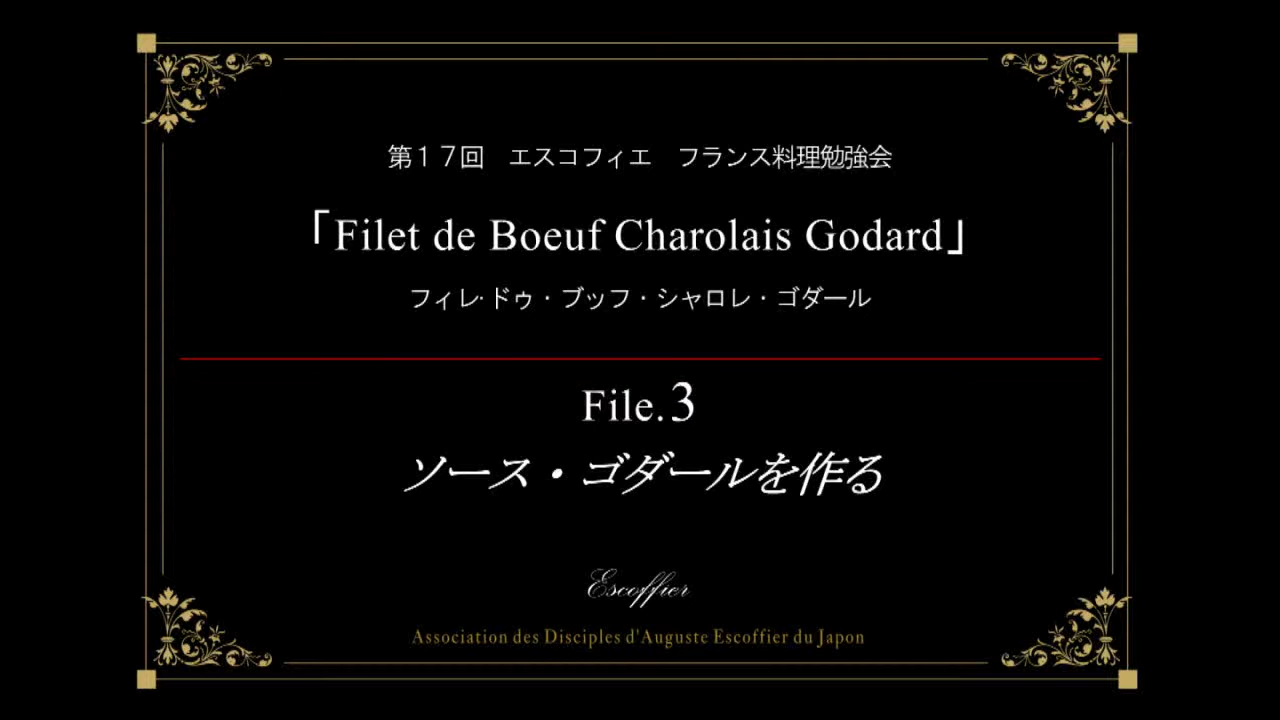 第１７回　エスコフィエ　フランス料理勉強会
「Filet de Boeuf Charolais Godard」
フィレ・ドゥ・ブッフ・シャロレ・ゴダール
File.3
ソース・ゴダールを作る
Escoffier
Association des Disciples d'Auguste Escoffier du Japon